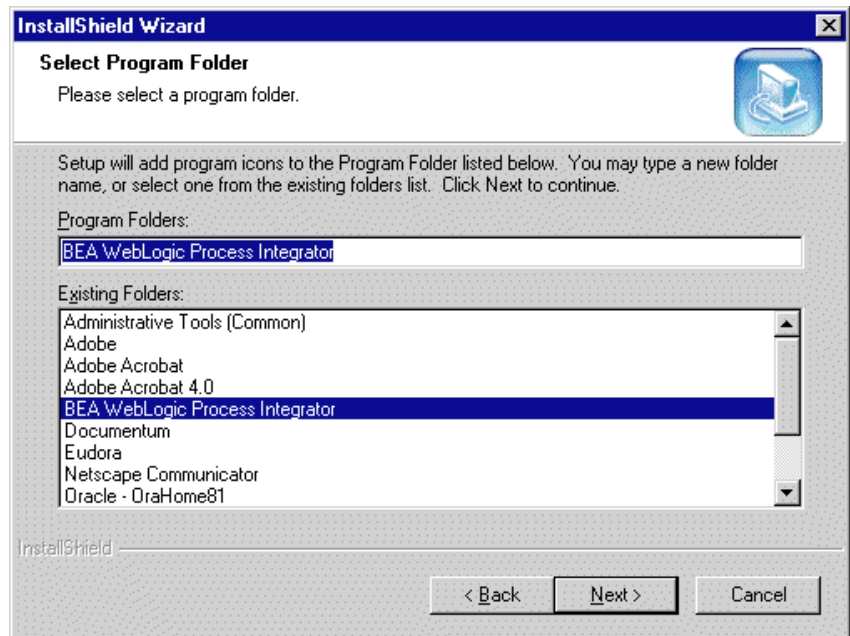 InstallShield Wizard
Select Program Folder
Please select a program folder.
Setup will add program icons to the Program Folder listed below.  You may type a new folder
name, or select one from the existing folders list.  Click Next to continue.
Program Folders:
BEA WebLogic Process Integrator
Existing Folders:
Administrative Tools (Common)
Adobe
Adobe Acrobat
Adobe Acrobat 4.0
BEA WebLogic Process Integrator
Documentum
Eudora
Netscape Communicator
Oracle - OraHome81
InstallShield
< Back Next > Cancel